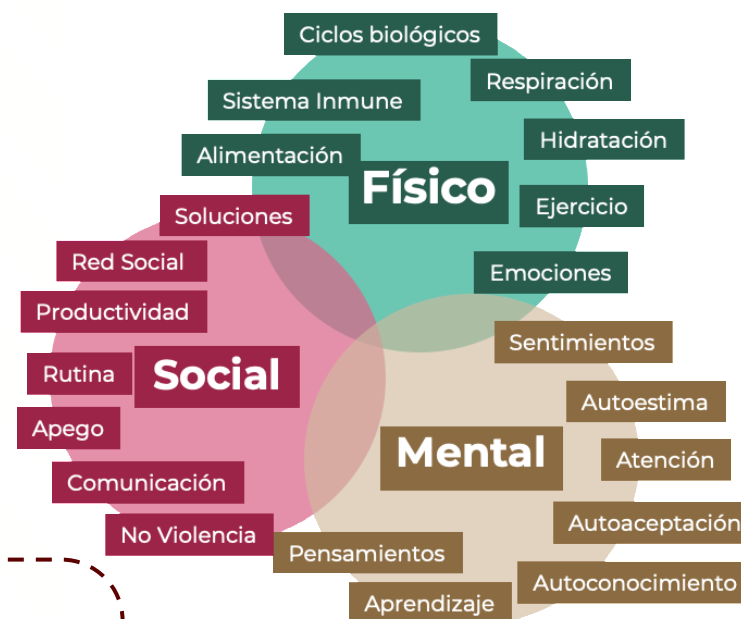 Ciclos biológicos
Respiración
Sistema Inmune
Hidratación
Alimentación
Físico
Ejercicio
Emociones
Soluciones
Red Social
Productividad
Rutina
Social
Apego
Comunicación
No Violencia
Sentimientos
Autoestima
Mental
Atención
Autoaceptación
Pensamientos
Autoconocimiento
Aprendizaje